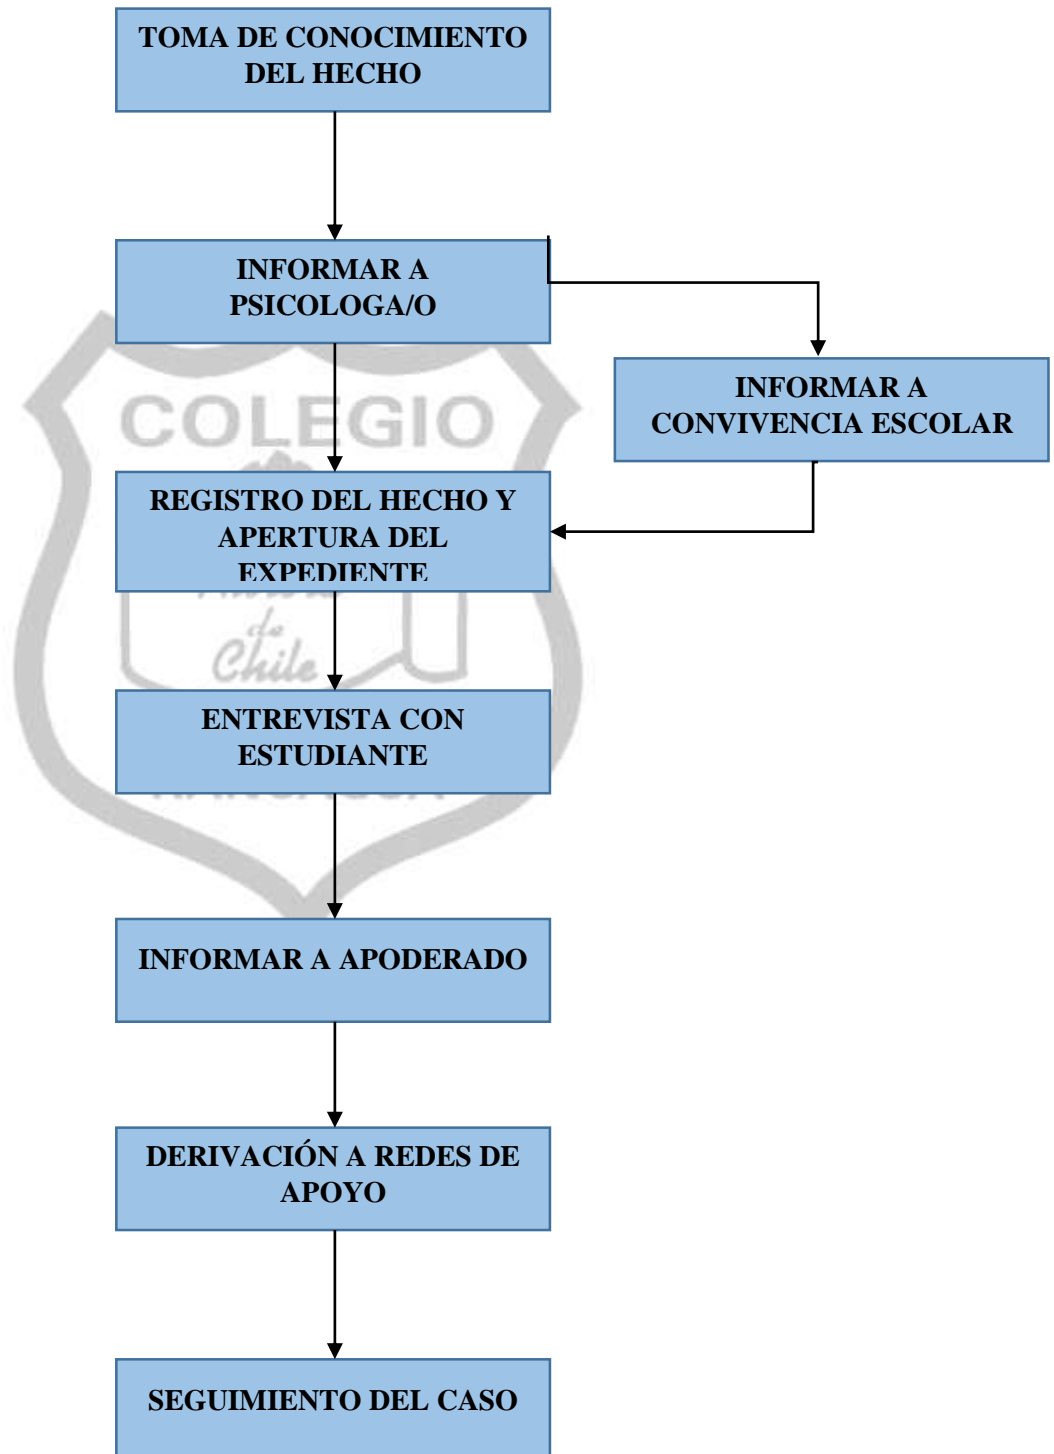 TOMA DE CONOCIMIENTO
DEL HECHO
INFORMAR A
PSICOLOGA/O
INFORMAR A
CONVIVENCIA ESCOLAR
COLEGIO
REGISTRO DEL HECHO Y
APERTURA DEL
EXPEDIENTE
de
Chile
ENTREVISTA CON
ESTUDIANTE
INFORMAR A APODERADO
DERIVACIÓN A REDES DE
APOYO
SEGUIMIENTO DEL CASO